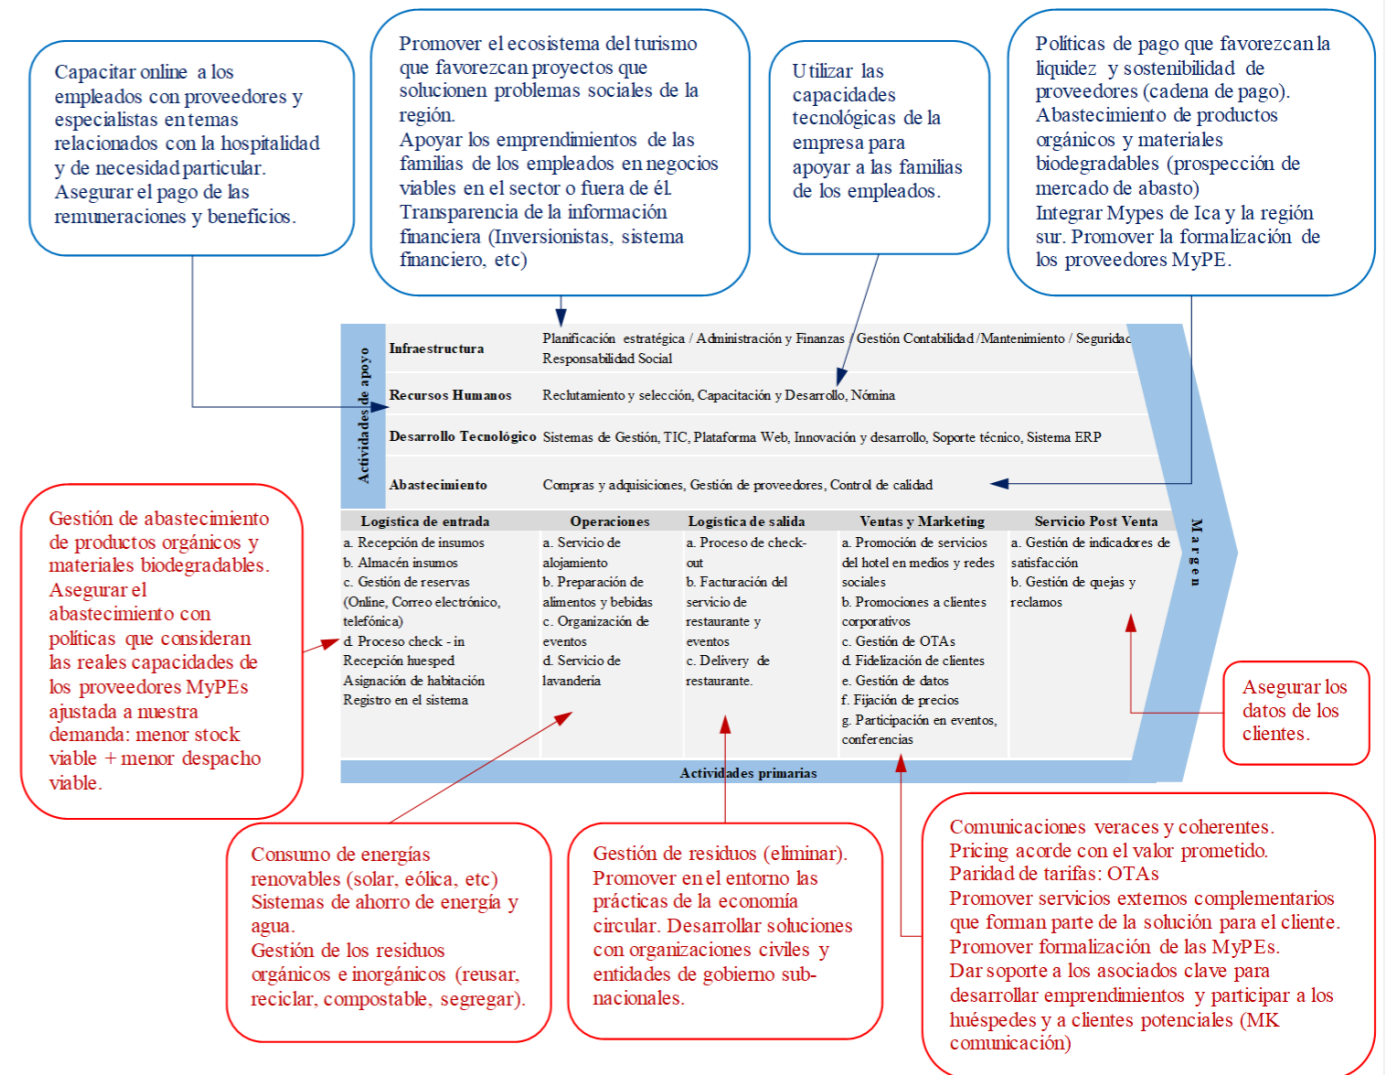 Capacitar online a los
empleados con proveedores y
especialistas en temas
relacionados con la hospitalidad
y de necesidad particular.
Asegurar el pago de las
remuneraciones y beneficios.
Promover el ecosistema del turismo
que favorezcan proyectos que
solucionen problemas sociales de la
región.
Apoyar los emprendimientos de las
familias de los empleados en negocios
viables en el sector o fuera de él.
Transparencia de la información
financiera (Inversionistas, sistema
financiero, etc)
Utilizar las
capacidades
tecnológicas de la
empresa para
apoyar a las familias
de los empleados.
Políticas de pago que favorezcan la
liquidez y sostenibilidad de
proveedores (cadena de pago).
Abastecimiento de productos
orgánicos y materiales
biodegradables (prospección de
mercado de abasto)
Integrar Mypes de Ica y la región
sur. Promover la formalización de
los proveedores MyPE.
Actividades de apoyo
Infraestructura
Planificación estratégica / Administración y Finanzas / Gestión Contabilidad /Mantenimiento / Seguridad
Responsabilidad Social
Recursos Humanos
Reclutamiento y selección, Capacitación y Desarrollo, Nómina
Desarrollo Tecnológico
Sistemas de Gestión, TIC, Plataforma Web, Innovación y desarrollo, Soporte técnico, Sistema ERP
Abastecimiento
Compras y adquisiciones, Gestión de proveedores, Control de calidad
Logística de entrada
a. Recepción de insumos
b. Almacén insumos
c. Gestión de reservas
(Online, Correo electrónico,
telefónica)
d. Proceso check - in
Recepción huesped
Asignación de habitación
Registro en el sistema
Operaciones
a. Servicio de
alojamiento
b. Preparación de
alimentos y bebidas
c. Organización de
eventos
d. Servicio de
lavandería
Logística de salida
a. Proceso de check-
out
b. Facturación del
servicio de
restaurante y
eventos
c. Delivery de
restaurante.
Ventas y Marketing
a. Promoción de servicios
del hotel en medios y redes
sociales
b. Promociones a clientes
corporativos
c. Gestión de OTAs
d. Fidelización de clientes
e. Gestión de datos
f. Fijación de precios
g. Participación en eventos,
conferencias
Servicio Post Venta
a. Gestión de indicadores de
satisfacción
b. Gestión de quejas y
reclamos
Margen
Actividades primarias
Gestión de abastecimiento
de productos orgánicos y
materiales biodegradables.
Asegurar el
abastecimiento con
políticas que consideran
las reales capacidades de
los proveedores MyPEs
ajustada a nuestra
demanda: menor stock
viable + menor despacho
viable.
Asegurar los
datos de los
clientes.
Consumo de energías
renovables (solar, eólica, etc)
Sistemas de ahorro de energía y
agua.
Gestión de los residuos
orgánicos e inorgánicos (reusar,
reciclar, compostable, segregar).
Gestión de residuos (eliminar).
Promover en el entorno las
prácticas de la economía
circular. Desarrollar soluciones
con organizaciones civiles y
entidades de gobierno sub-
nacionales.
Comunicaciones veraces y coherentes.
Pricing acorde con el valor prometido.
Paridad de tarifas: OTAs
Promover servicios externos complementarios
que forman parte de la solución para el cliente.
Promover formalización de las MyPEs.
Dar soporte a los asociados clave para
desarrollar emprendimientos y participar a los
huéspedes y a clientes potenciales (MK
comunicación)